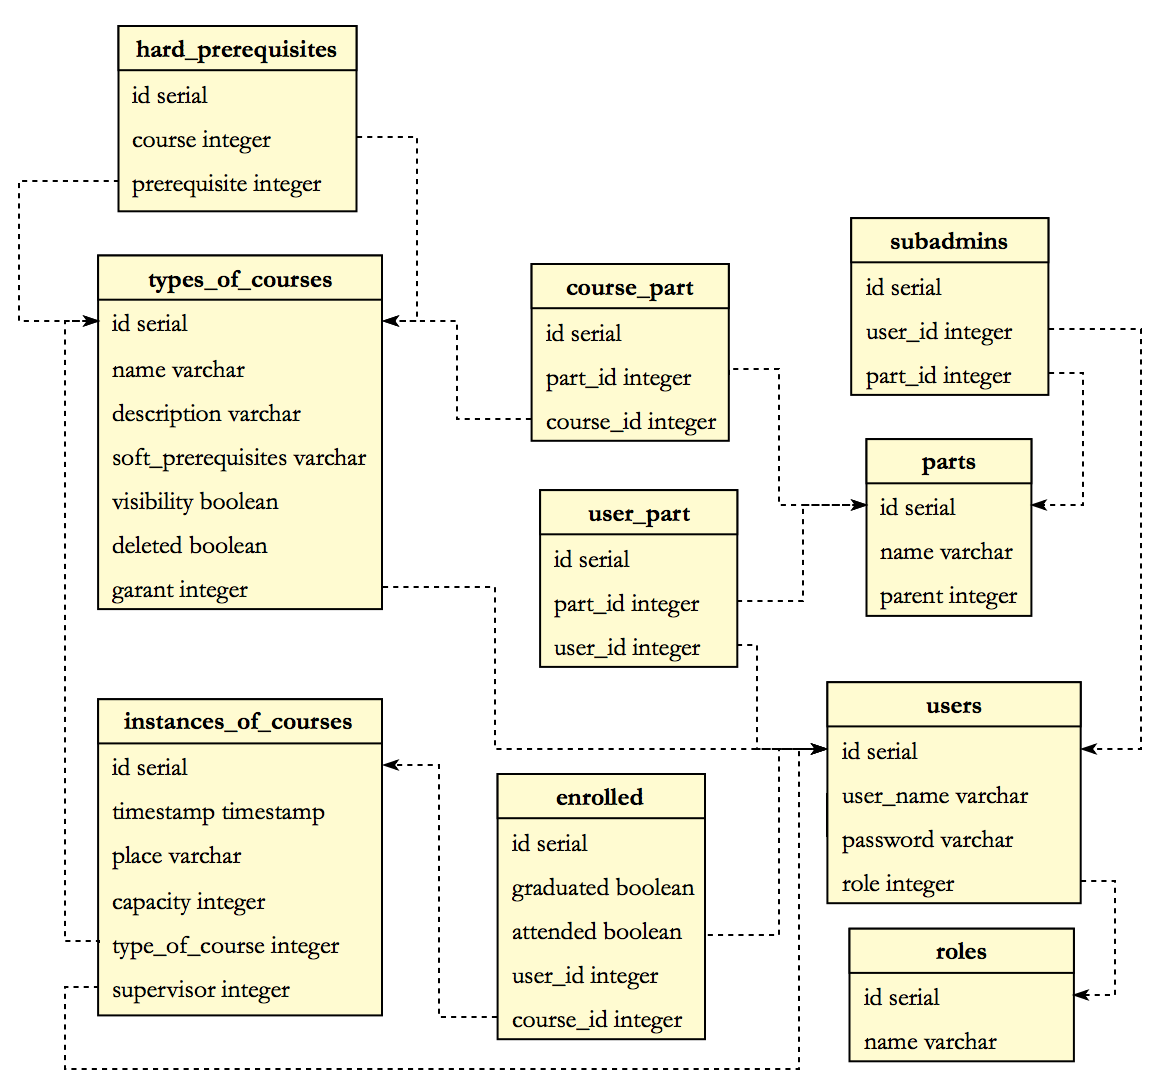 hard_prerequisites
id serial
course integer
prerequisite integer
types_of_courses
id serial
name varchar
description varchar
soft_prerequisites varchar
visibility boolean
deleted boolean
garant integer
instances_of_courses
id serial
timestamp timestamp
place varchar
capacity integer
type_of_course integer
supervisor integer
course_part
id serial
part_id integer
course_id integer
user_part
id serial
part_id integer
user_id integer
enrolled
id serial
graduated boolean
attended boolean
user_id integer
course_id integer
subadmins
id serial
user_id integer
part_id integer
parts
id serial
name varchar
parent integer
users
id serial
user_name varchar
password varchar
role integer
roles
id serial
name varchar